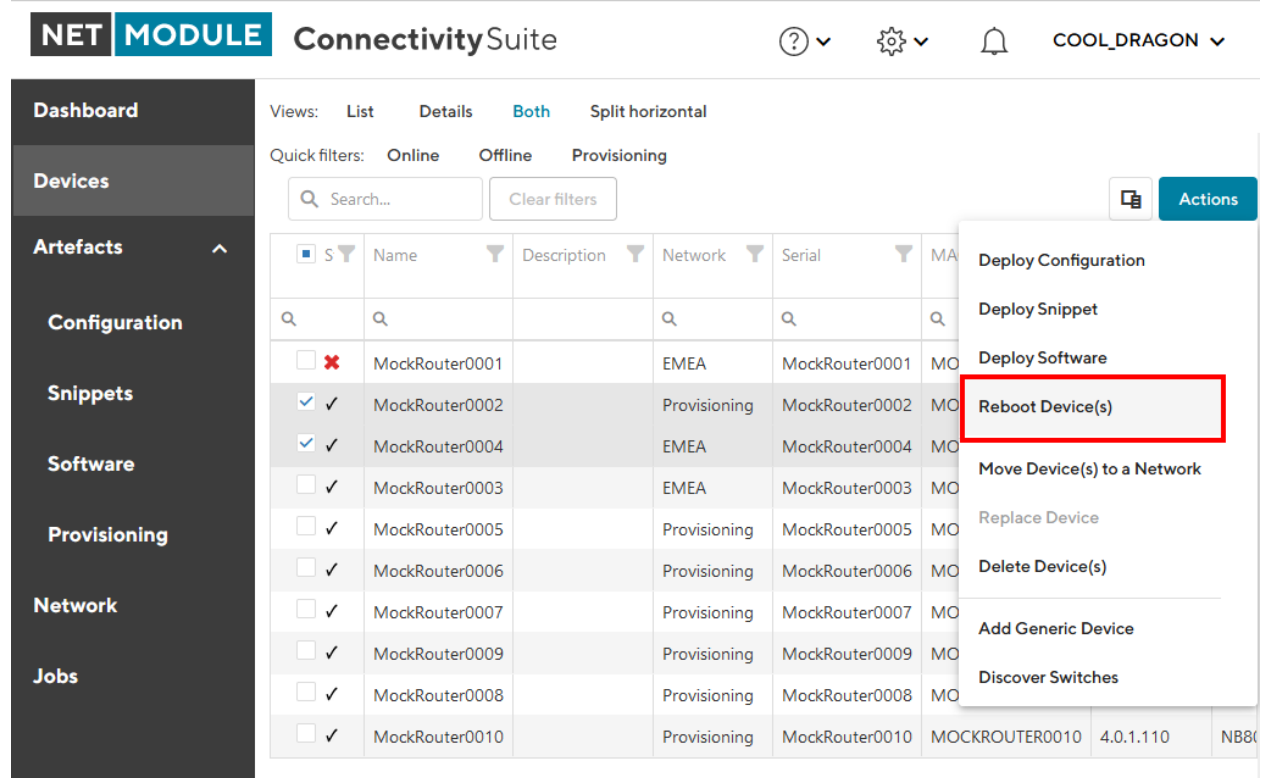 NET MODULE ConnectivitySuite COOL_DRAGON
Dashboard
Devices
Artefacts
Configuration
Snippets
Software
Provisioning
Network
Jobs
Views: List Details Both Split horizontal
Quick filters: Online Offline Provisioning
Search... Clear filters Actions
S Name Description Network Serial MA
MockRouter0001 EMEA MockRouter0001 MO
MockRouter0002 Provisioning MockRouter0002 MO
MockRouter0004 EMEA MockRouter0004 MO
MockRouter0003 EMEA MockRouter0003 MO
MockRouter0005 Provisioning MockRouter0005 MO
MockRouter0006 Provisioning MockRouter0006 MO
MockRouter0007 Provisioning MockRouter0007 MO
MockRouter0009 Provisioning MockRouter0009 MO
MockRouter0008 Provisioning MockRouter0008 MO
MockRouter0010 Provisioning MockRouter0010 MOCKROUTER0010 4.0.1.110 NB80
Deploy Configuration
Deploy Snippet
Deploy Software
Reboot Device(s)
Move Device(s) to a Network
Replace Device
Delete Device(s)
Add Generic Device
Discover Switches